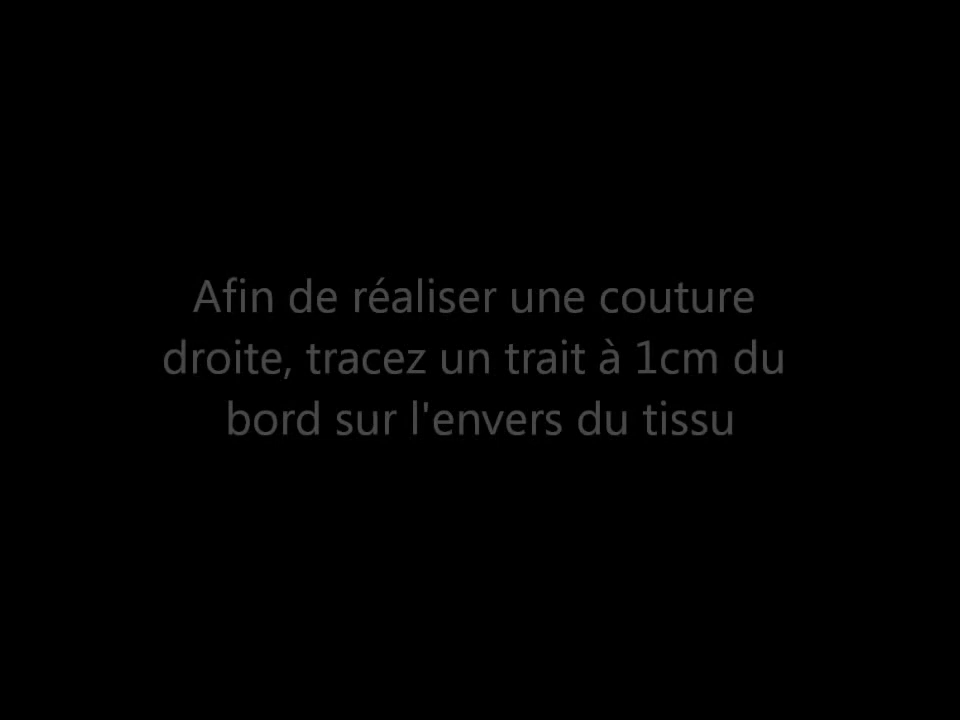 Afin de réaliser une couture
droite, tracez un trait à 1cm du
bord sur l'envers du tissu